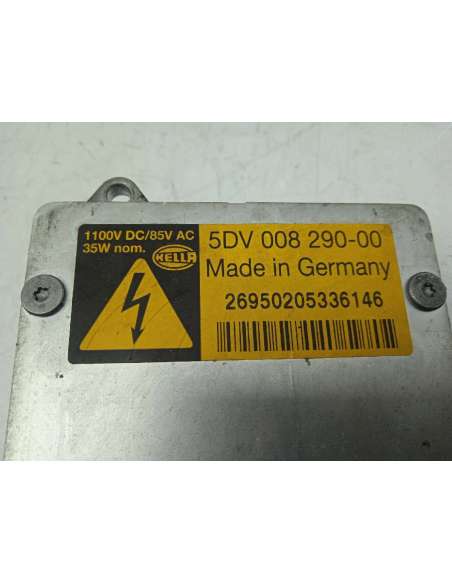 1100V DC/85V AC
35W nom.
HELLA
5DV 008 290-00
Made in Germany
26950205336146